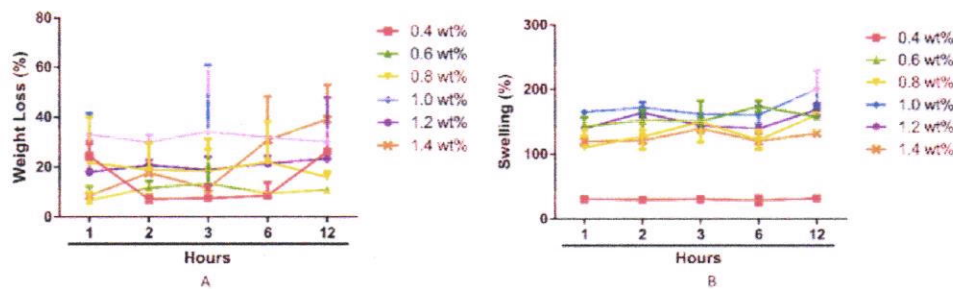 80
60
40
20
0
Weight Loss (%)
1 2 3 6 12
Hours
A
0.4 wt%
0.6 wt%
0.8 wt%
1.0 wt%
1.2 wt%
1.4 wt%
300
200
100
0
Swelling (%)
1 2 3 6 12
Hours
B
0.4 wt%
0.6 wt%
0.8 wt%
1.0 wt%
1.2 wt%
1.4 wt%